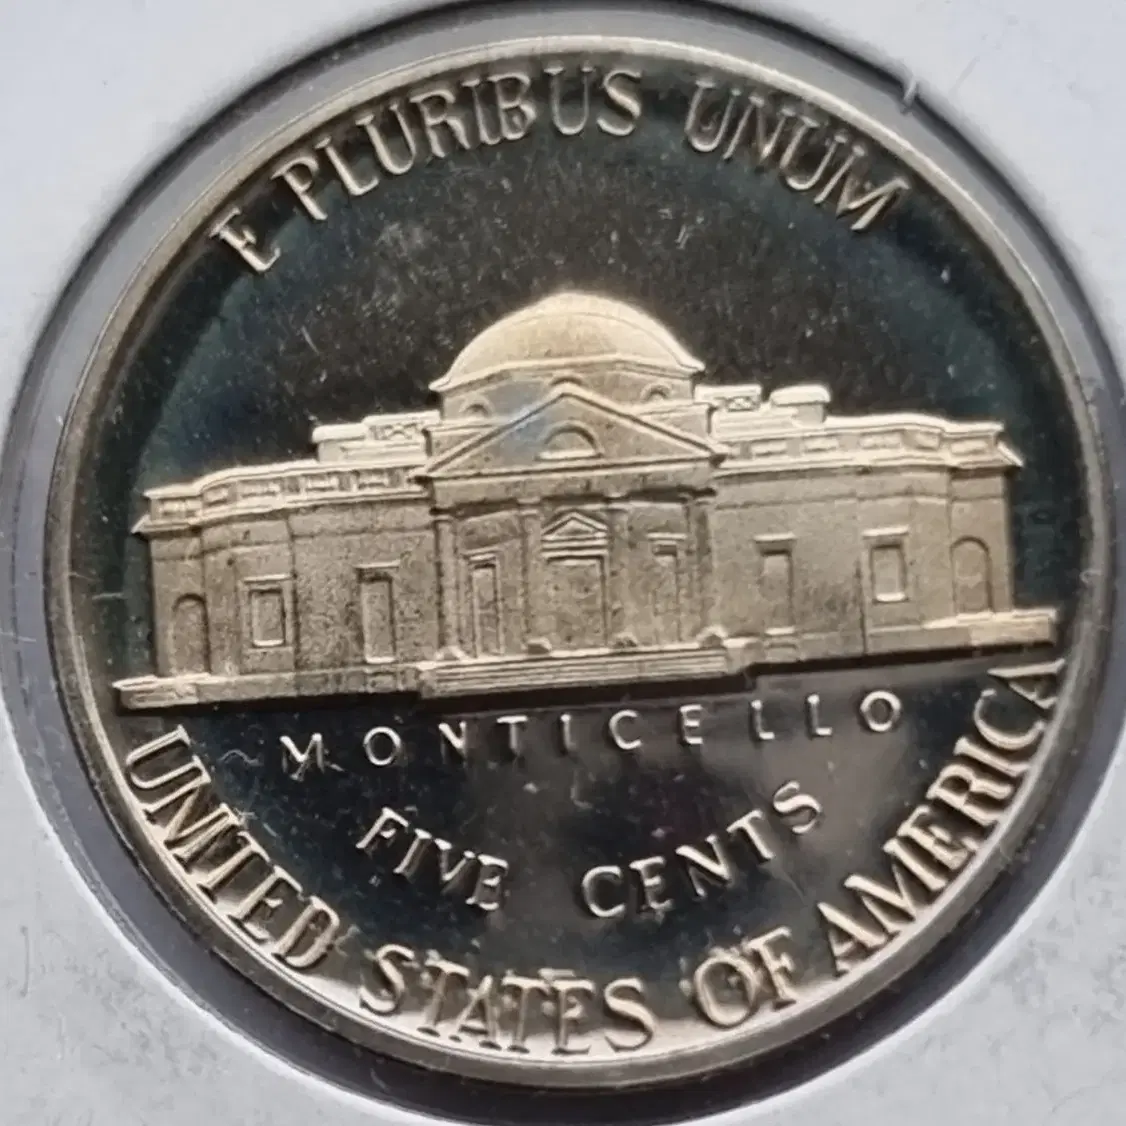 E PLURIBUS UNUM
MONTICELLO
FIVE CENTS
UNITED STATES OF AMERICA